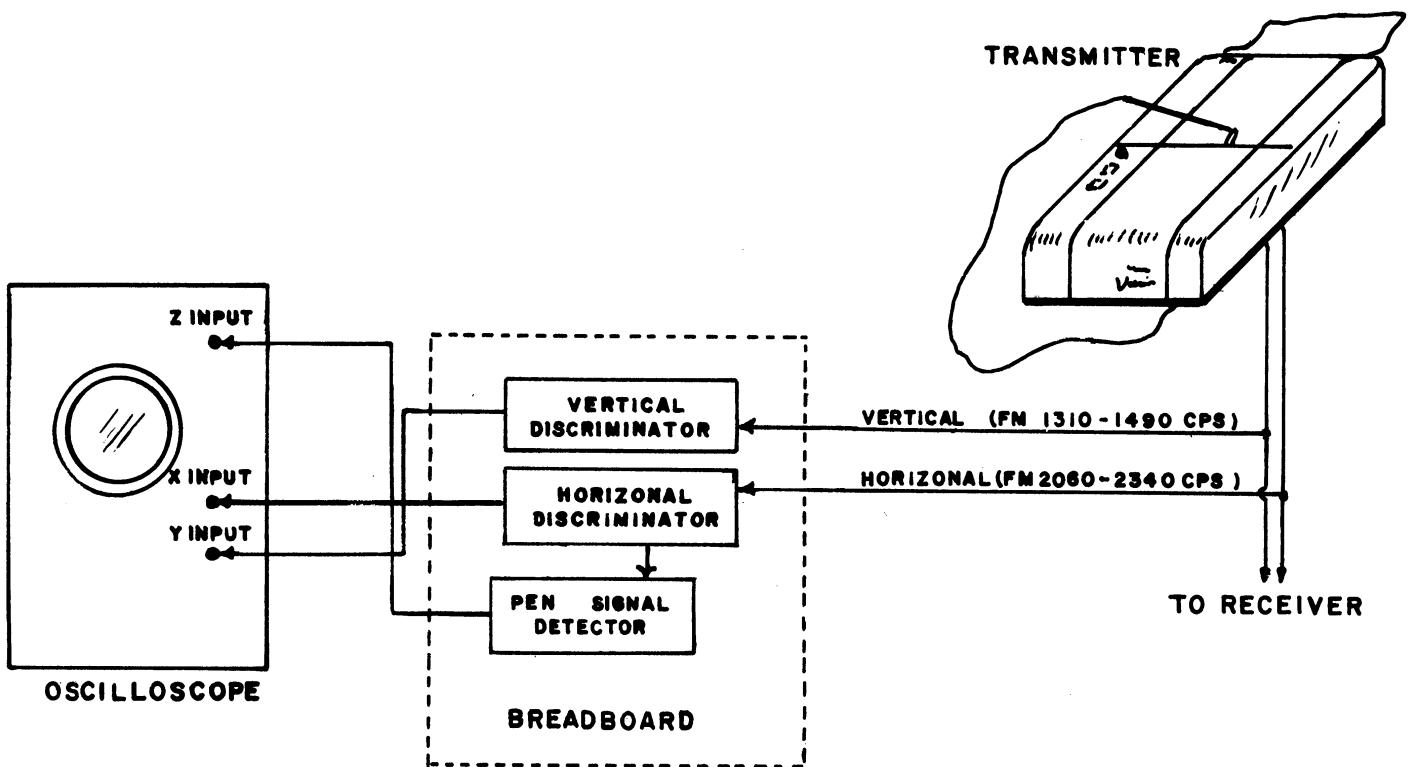 TRANSMITTER
Z INPUT
X INPUT
Y INPUT
OSCILLOSCOPE
VERTICAL
DISCRIMINATOR
HORIZONAL
DISCRIMINATOR
PEN SIGNAL
DETECTOR
BREADBOARD
VERTICAL (FM 1310-1490 CPS)
HORIZONAL (FM 2060-2340 CPS)
TO RECEIVER